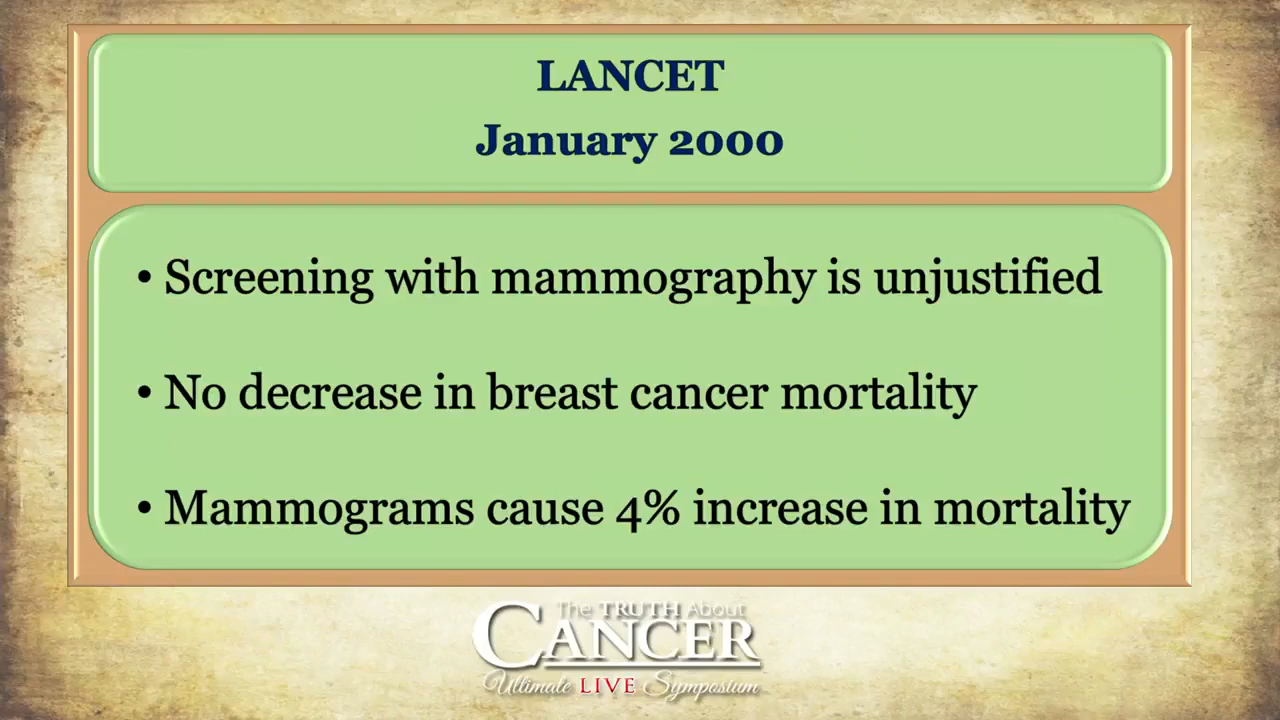 LANCET
January 2000
• Screening with mammography is unjustified
• No decrease in breast cancer mortality
• Mammograms cause 4% increase in mortality
The TRUTH About
CANCER
Ultimate LIVE Symposium